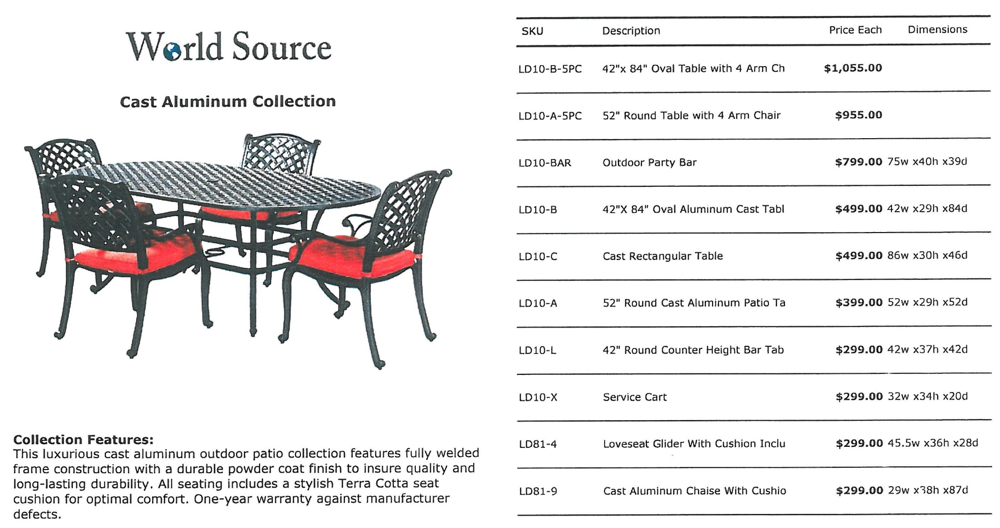 World Source
Cast Aluminum Collection
Collection Features:
This luxurious cast aluminum outdoor patio collection features fully welded
frame construction with a durable powder coat finish to insure quality and
long-lasting durability. All seating includes a stylish Terra Cotta seat
cushion for optimal comfort. One-year warranty against manufacturer
defects.
SKU Description Price Each Dimensions
LD10-B-5PC 42"x 84" Oval Table with 4 Arm Ch $1,055.00
LD10-A-5PC 52" Round Table with 4 Arm Chair $955.00
LD10-BAR Outdoor Party Bar $799.00 75w x40h x39d
LD10-B 42"X 84" Oval Aluminum Cast Tabl $499.00 42w x29h x84d
LD10-C Cast Rectangular Table $499.00 86w x30h x46d
LD10-A 52" Round Cast Aluminum Patio Ta $399.00 52w x29h x52d
LD10-L 42" Round Counter Height Bar Tab $299.00 42w x37h x42d
LD10-X Service Cart $299.00 32w x34h x20d
LD81-4 Loveseat Glider With Cushion Inclu $299.00 45.5w x36h x28d
LD81-9 Cast Aluminum Chaise With Cushio $299.00 29w x38h x87d